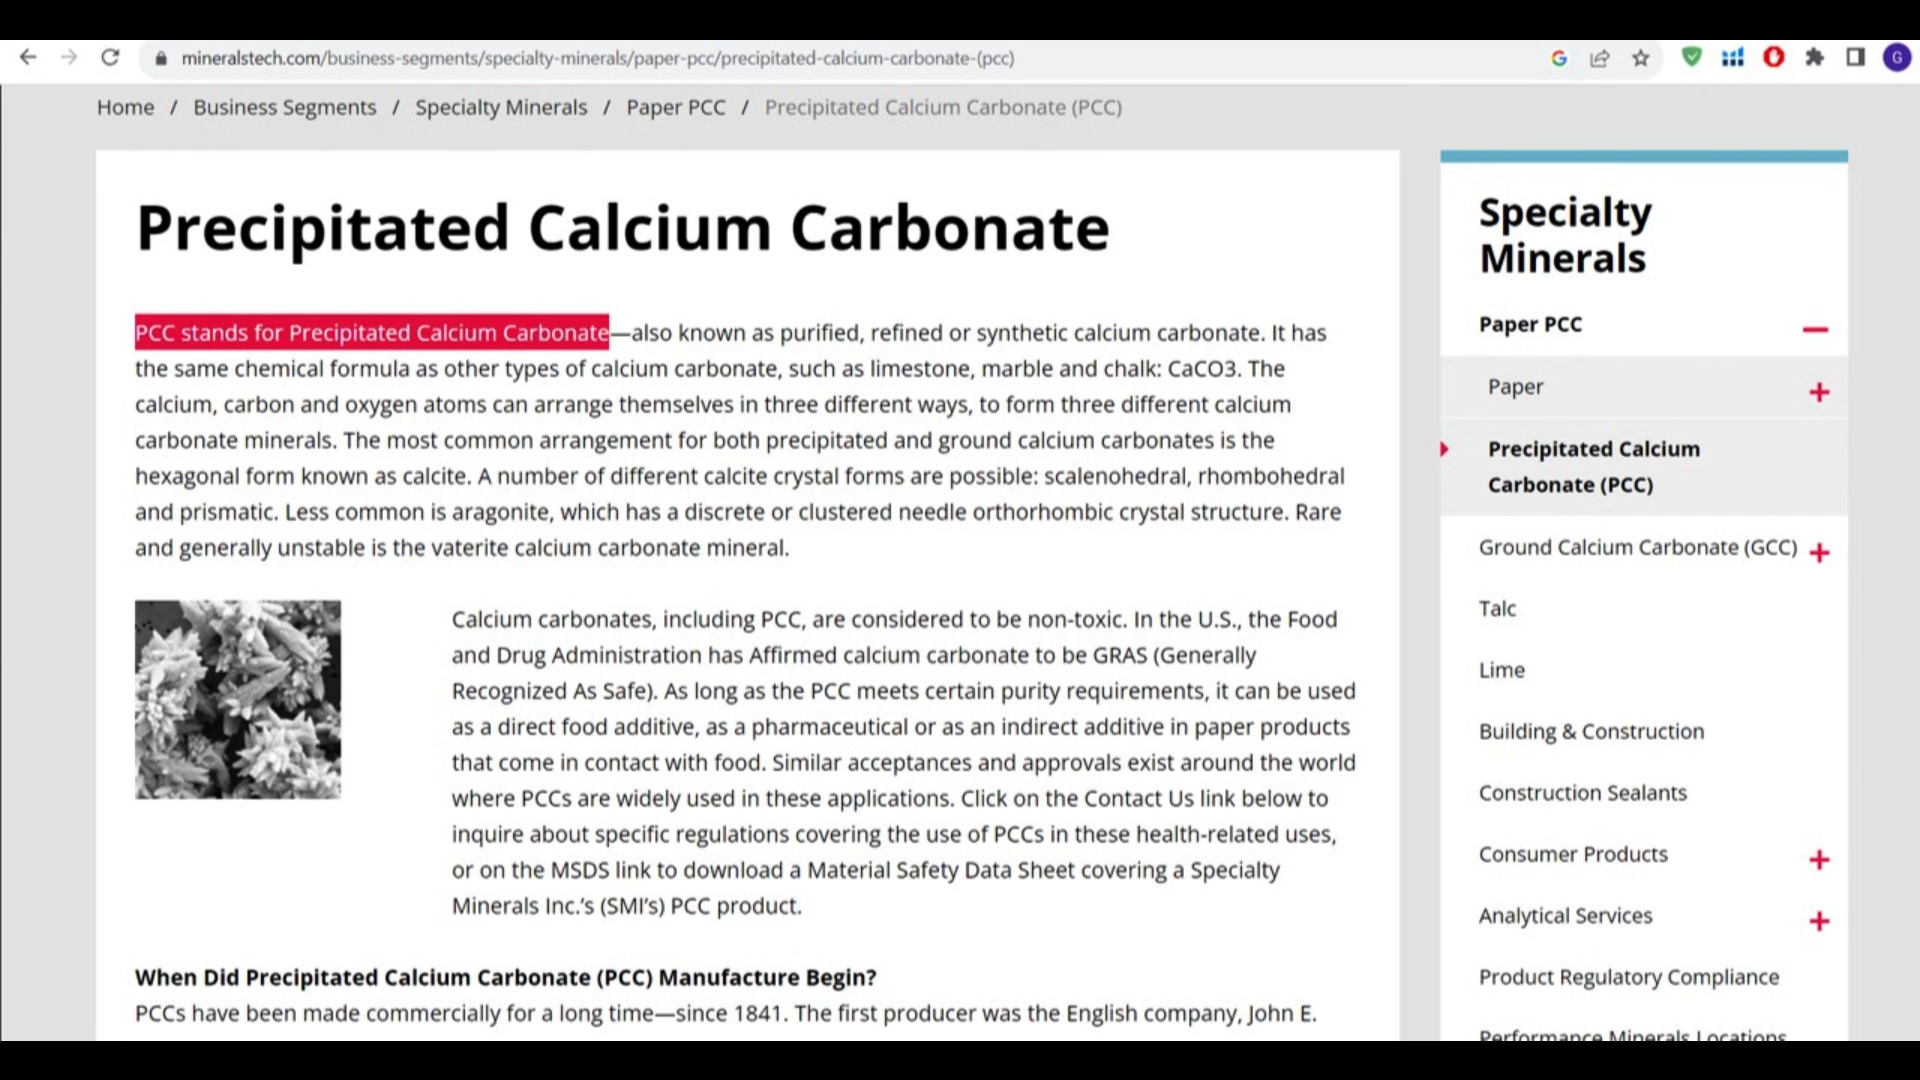 mineralstech.com/business-segments/specialty-minerals/paper-pcc/precipitated-calcium-carbonate-(pcc)
G
Home / Business Segments / Specialty Minerals / Paper PCC / Precipitated Calcium Carbonate (PCC)
Precipitated Calcium Carbonate
PCC stands for Precipitated Calcium Carbonate—also known as purified, refined or synthetic calcium carbonate. It has
the same chemical formula as other types of calcium carbonate, such as limestone, marble and chalk: CaCO3. The
calcium, carbon and oxygen atoms can arrange themselves in three different ways, to form three different calcium
carbonate minerals. The most common arrangement for both precipitated and ground calcium carbonates is the
hexagonal form known as calcite. A number of different calcite crystal forms are possible: scalenohedral, rhombohedral
and prismatic. Less common is aragonite, which has a discrete or clustered needle orthorhombic crystal structure. Rare
and generally unstable is the vaterite calcium carbonate mineral.
Calcium carbonates, including PCC, are considered to be non-toxic. In the U.S., the Food
and Drug Administration has Affirmed calcium carbonate to be GRAS (Generally
Recognized As Safe). As long as the PCC meets certain purity requirements, it can be used
as a direct food additive, as a pharmaceutical or as an indirect additive in paper products
that come in contact with food. Similar acceptances and approvals exist around the world
where PCCs are widely used in these applications. Click on the Contact Us link below to
inquire about specific regulations covering the use of PCCs in these health-related uses,
or on the MSDS link to download a Material Safety Data Sheet covering a Specialty
Minerals Inc.’s (SMI’s) PCC product.
When Did Precipitated Calcium Carbonate (PCC) Manufacture Begin?
PCCs have been made commercially for a long time—since 1841. The first producer was the English company, John E.
Specialty
Minerals
Paper PCC
Paper
Precipitated Calcium
Carbonate (PCC)
Ground Calcium Carbonate (GCC)
Talc
Lime
Building & Construction
Construction Sealants
Consumer Products
Analytical Services
Product Regulatory Compliance
Performance Minerals Locations